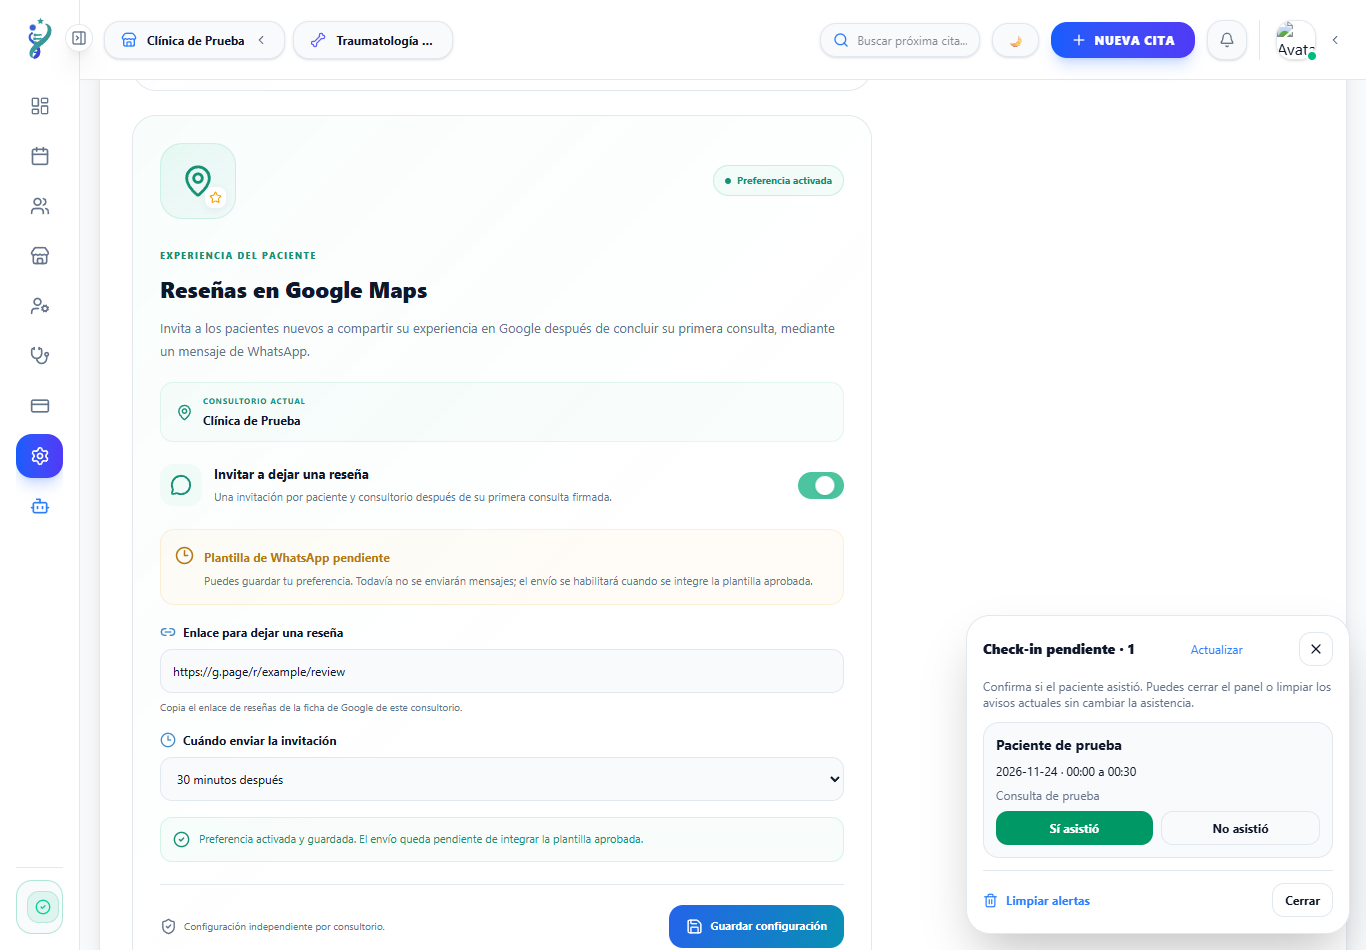 Clínica de Prueba
Traumatología ...
Buscar próxima cita...
NUEVA CITA
Avata
Preferencia activada
EXPERIENCIA DEL PACIENTE
Reseñas en Google Maps
Invita a los pacientes nuevos a compartir su experiencia en Google después de concluir su primera consulta, mediante
un mensaje de WhatsApp.
CONSULTORIO ACTUAL
Clínica de Prueba
Invitar a dejar una reseña
Una invitación por paciente y consultorio después de su primera consulta firmada.
Plantilla de WhatsApp pendiente
Puedes guardar tu preferencia. Todavía no se enviarán mensajes; el envío se habilitará cuando se integre la plantilla aprobada.
Enlace para dejar una reseña
https://g.page/r/example/review
Copia el enlace de reseñas de la ficha de Google de este consultorio.
Cuándo enviar la invitación
30 minutos después
Preferencia activada y guardada. El envío queda pendiente de integrar la plantilla aprobada.
Configuración independiente por consultorio.
Guardar configuración
Check-in pendiente · 1
Actualizar
Confirma si el paciente asistió. Puedes cerrar el panel o limpiar los
avisos actuales sin cambiar la asistencia.
Paciente de prueba
2026-11-24 · 00:00 a 00:30
Consulta de prueba
Sí asistió
No asistió
Limpiar alertas
Cerrar